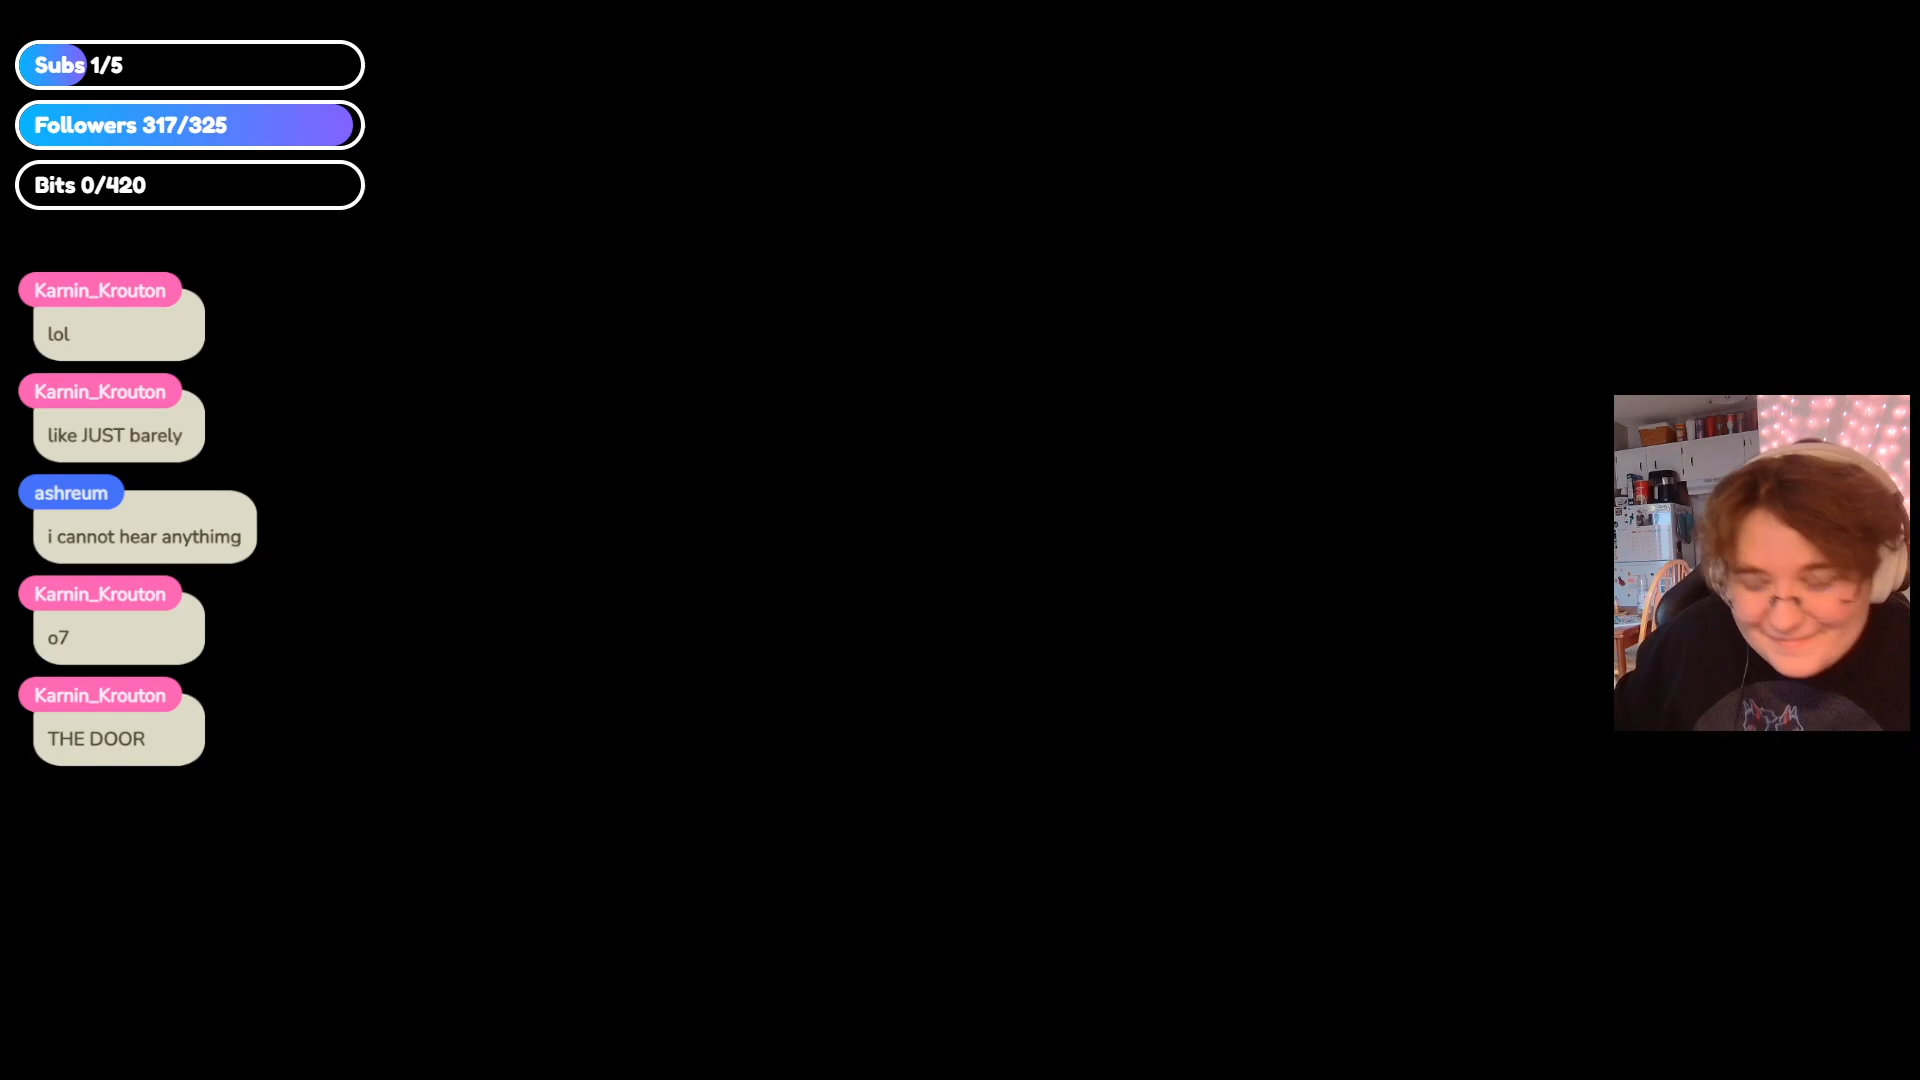 Subs 1/5
Followers 317/325
Bits 0/420
Karnin_Krouton
lol
Karnin_Krouton
like JUST barely
ashreum
i cannot hear anythimg
Karnin_Krouton
o7
Karnin_Krouton
THE DOOR